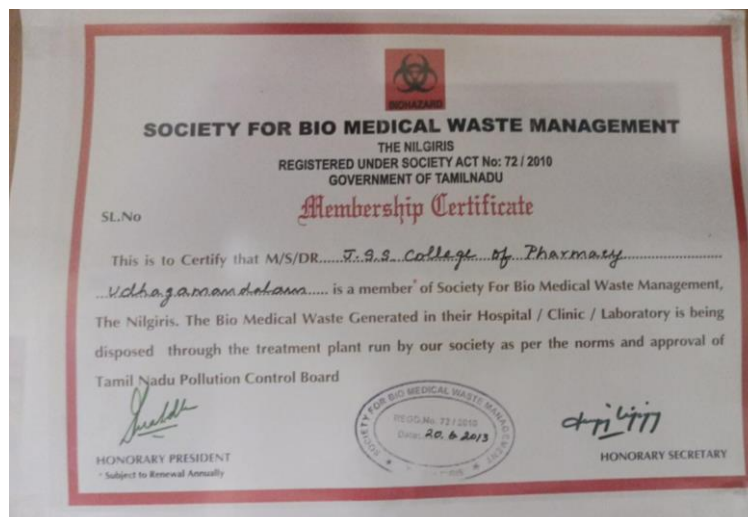 BIOHAZARD
SOCIETY FOR BIO MEDICAL WASTE MANAGEMENT
THE NILGIRIS
REGISTERED UNDER SOCIETY ACT No: 72 / 2010
GOVERNMENT OF TAMILNADU
Membership Certificate
SL.No
This is to Certify that M/S/DR.....J.S.S. College of Pharmacy.....
Udhagamandalam..... is a member* of Society For Bio Medical Waste Management,
The Nilgiris. The Bio Medical Waste Generated in their Hospital / Clinic / Laboratory is being
disposed through the treatment plant run by our society as per the norms and approval of
Tamil Nadu Pollution Control Board
SOCIETY FOR BIO MEDICAL WASTE MANAGEMENT
REGD.No. 72 / 2010
Date: 20.6.2013
HONORARY PRESIDENT
HONORARY SECRETARY
* Subject to Renewal Annually